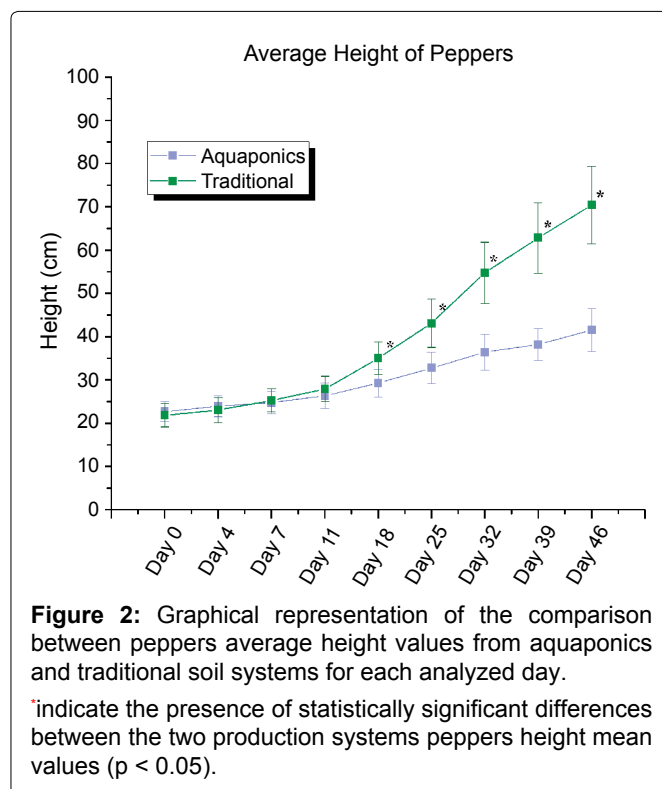 Average Height of Peppers
100
90
80
70
60
50
40
30
20
10
0
Height (cm)
Aquaponics
Traditional
*
*
*
*
*
Day 0
Day 4
Day 7
Day 11
Day 18
Day 25
Day 32
Day 39
Day 46
Figure 2: Graphical representation of the comparison
between peppers average height values from aquaponics
and traditional soil systems for each analyzed day.
*indicate the presence of statistically significant differences
between the two production systems peppers height mean
values (p < 0.05).